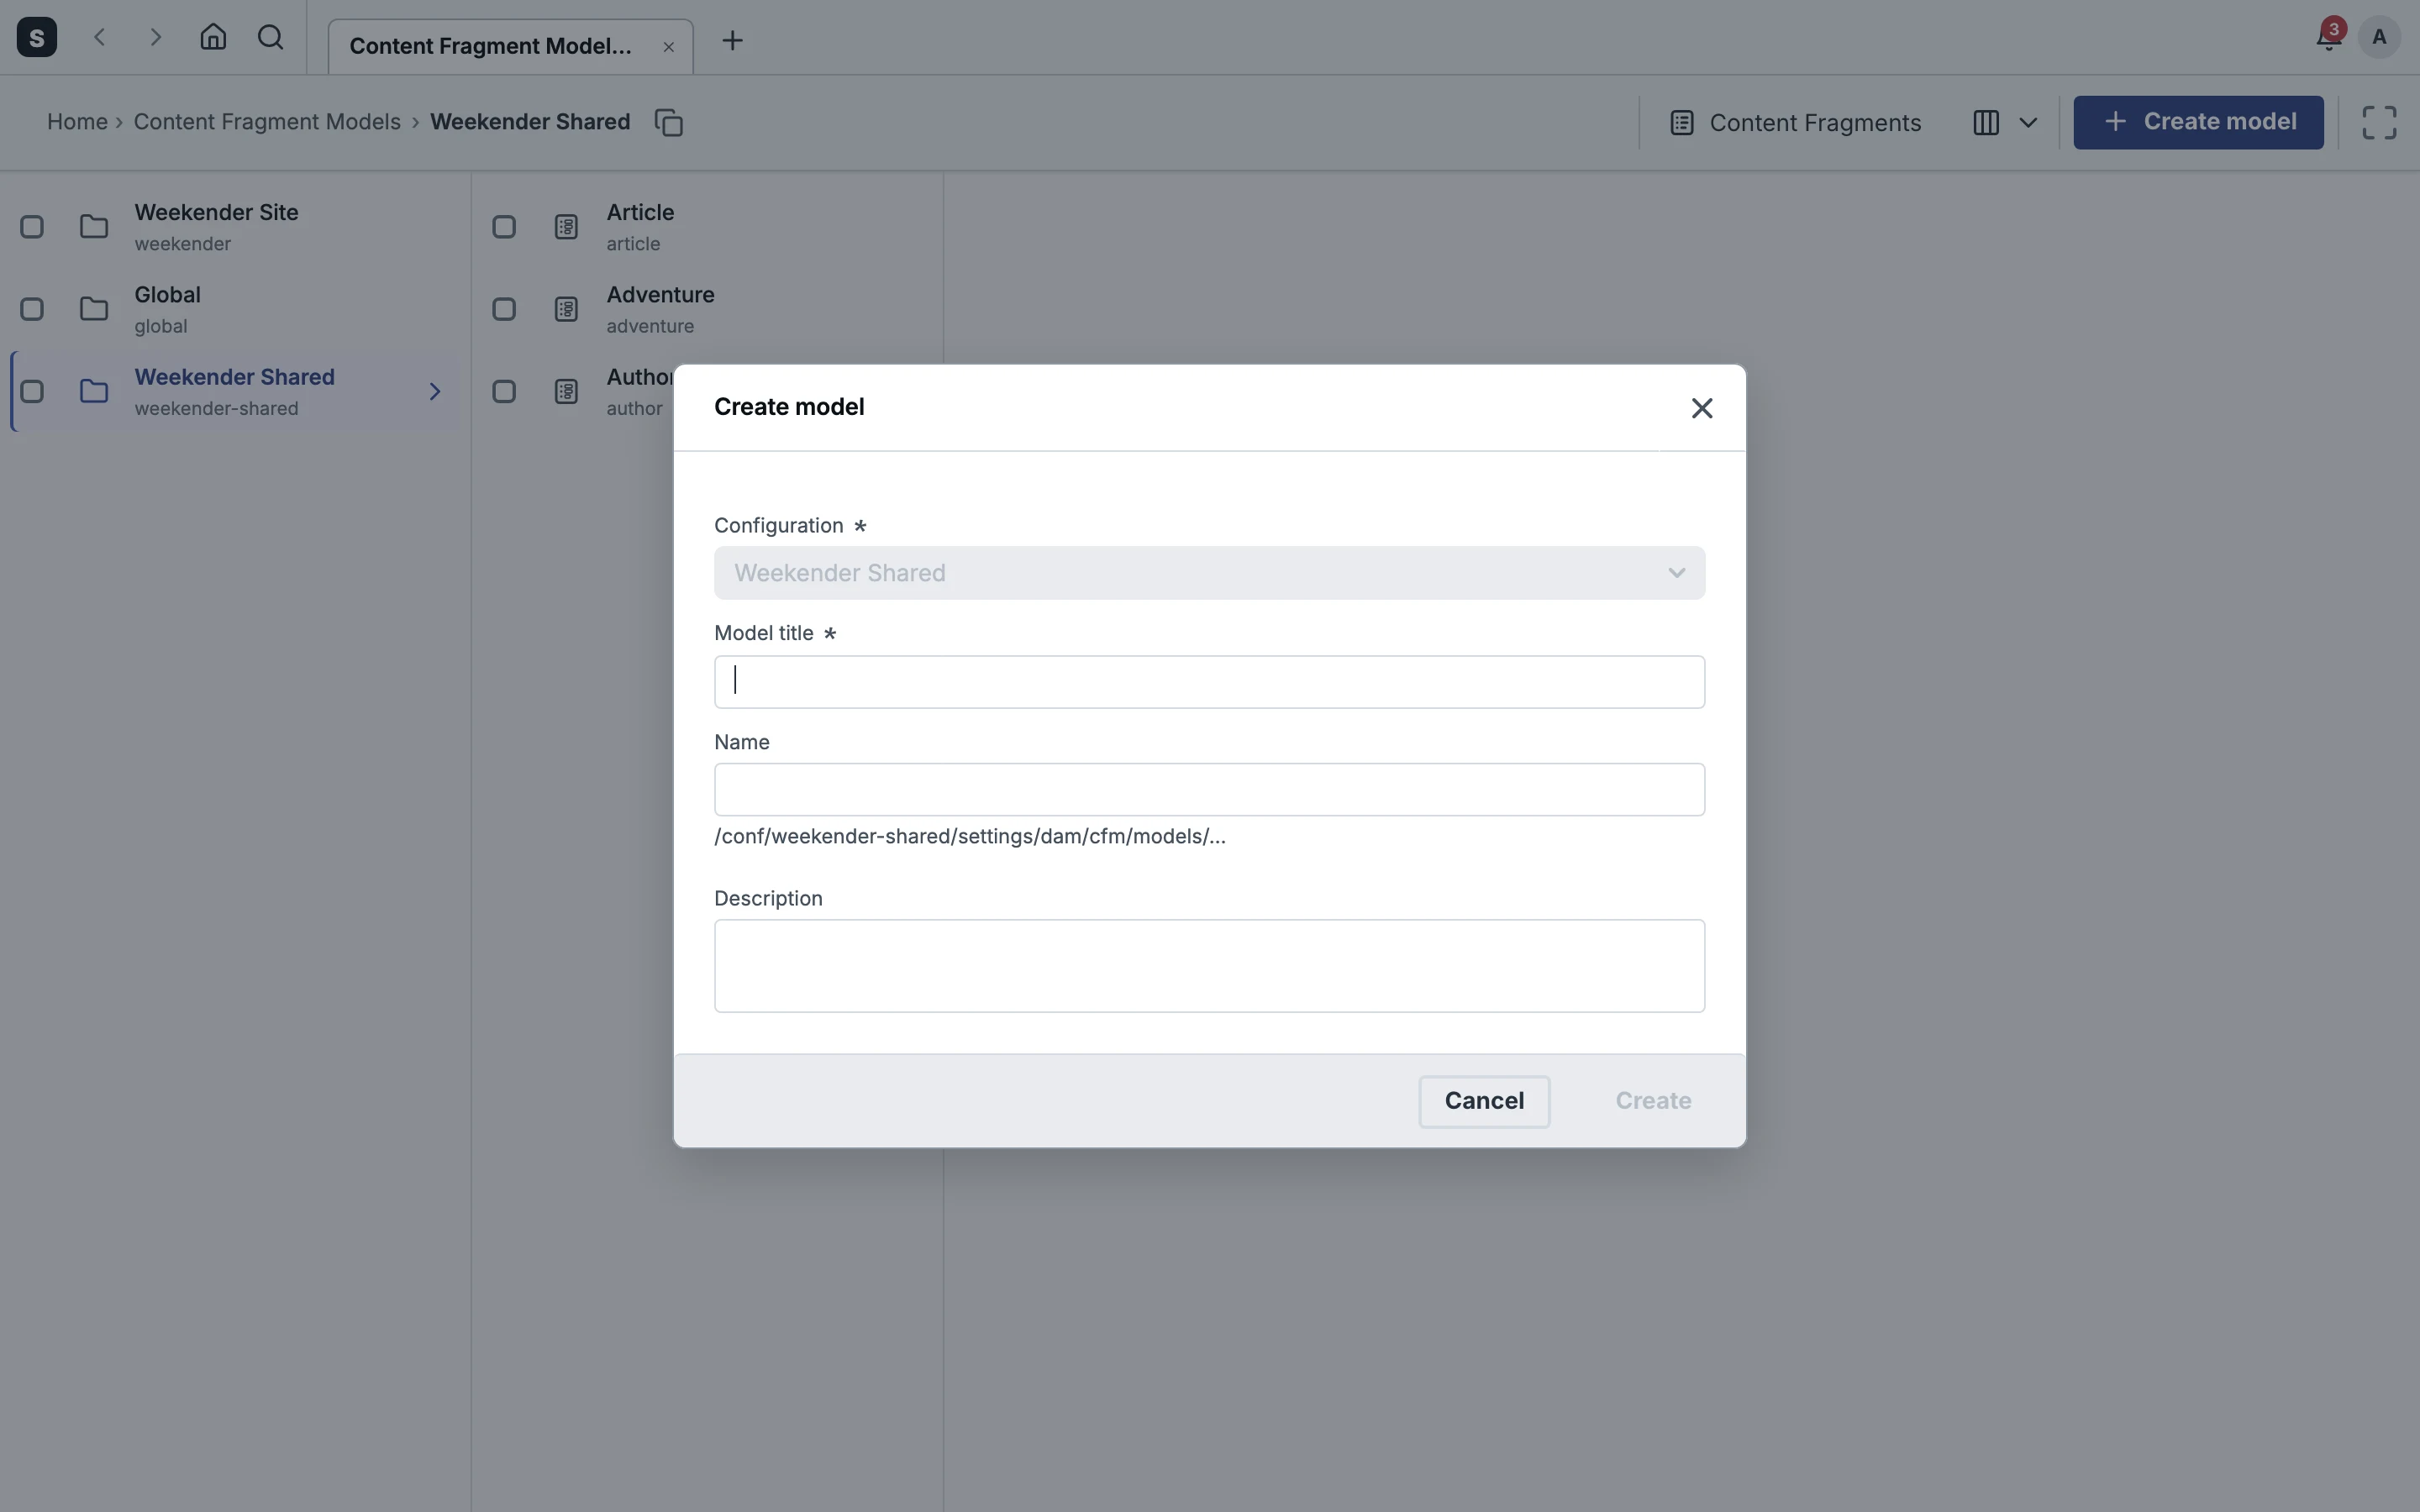 S
Content Fragment Model...
3
A
Home › Content Fragment Models › Weekender Shared
Content Fragments
Create model
Weekender Site
weekender
Global
global
Weekender Shared
weekender-shared
Article
article
Adventure
adventure
Author
author
Create model
Configuration *
Weekender Shared
Model title *
Name
/conf/weekender-shared/settings/dam/cfm/models/...
Description
Cancel
Create